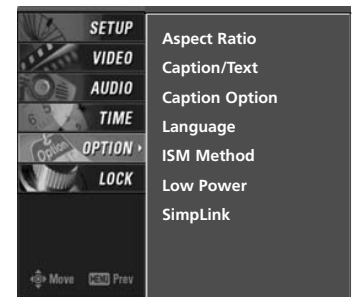 SETUP
VIDEO
AUDIO
TIME
OPTION
LOCK
Move MENU Prev
Aspect Ratio
Caption/Text
Caption Option
Language
ISM Method
Low Power
SimpLink